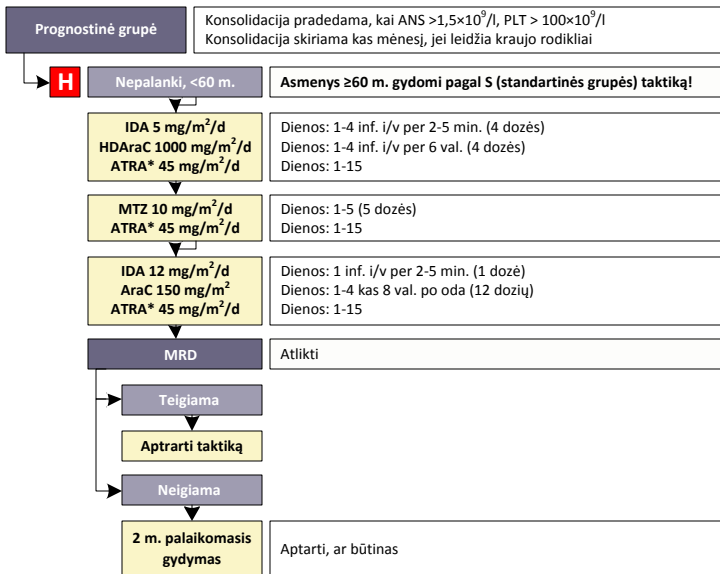 Prognostinė grupė
Konsolidacija pradedama, kai ANS >1,5×10⁹/l, PLT > 100×10⁹/l
Konsolidacija skiriama kas mėnesį, jei leidžia kraujo rodikliai
H
Nepalanki, <60 m.
Asmenys ≥60 m. gydomi pagal S (standartinės grupės) taktiką!
IDA 5 mg/m²/d
HDAraC 1000 mg/m²/d
ATRA* 45 mg/m²/d
Dienos: 1-4 inf. i/v per 2-5 min. (4 dozės)
Dienos: 1-4 inf. i/v per 6 val. (4 dozės)
Dienos: 1-15
MTZ 10 mg/m²/d
ATRA* 45 mg/m²/d
Dienos: 1-5 (5 dozės)
Dienos: 1-15
IDA 12 mg/m²/d
AraC 150 mg/m²
ATRA* 45 mg/m²/d
Dienos: 1 inf. i/v per 2-5 min. (1 dozė)
Dienos: 1-4 kas 8 val. po oda (12 dozių)
Dienos: 1-15
MRD
Atlikti
Teigiama
Aptrarti taktiką
Neigiama
2 m. palaikomasis
gydymas
Aptarti, ar būtinas